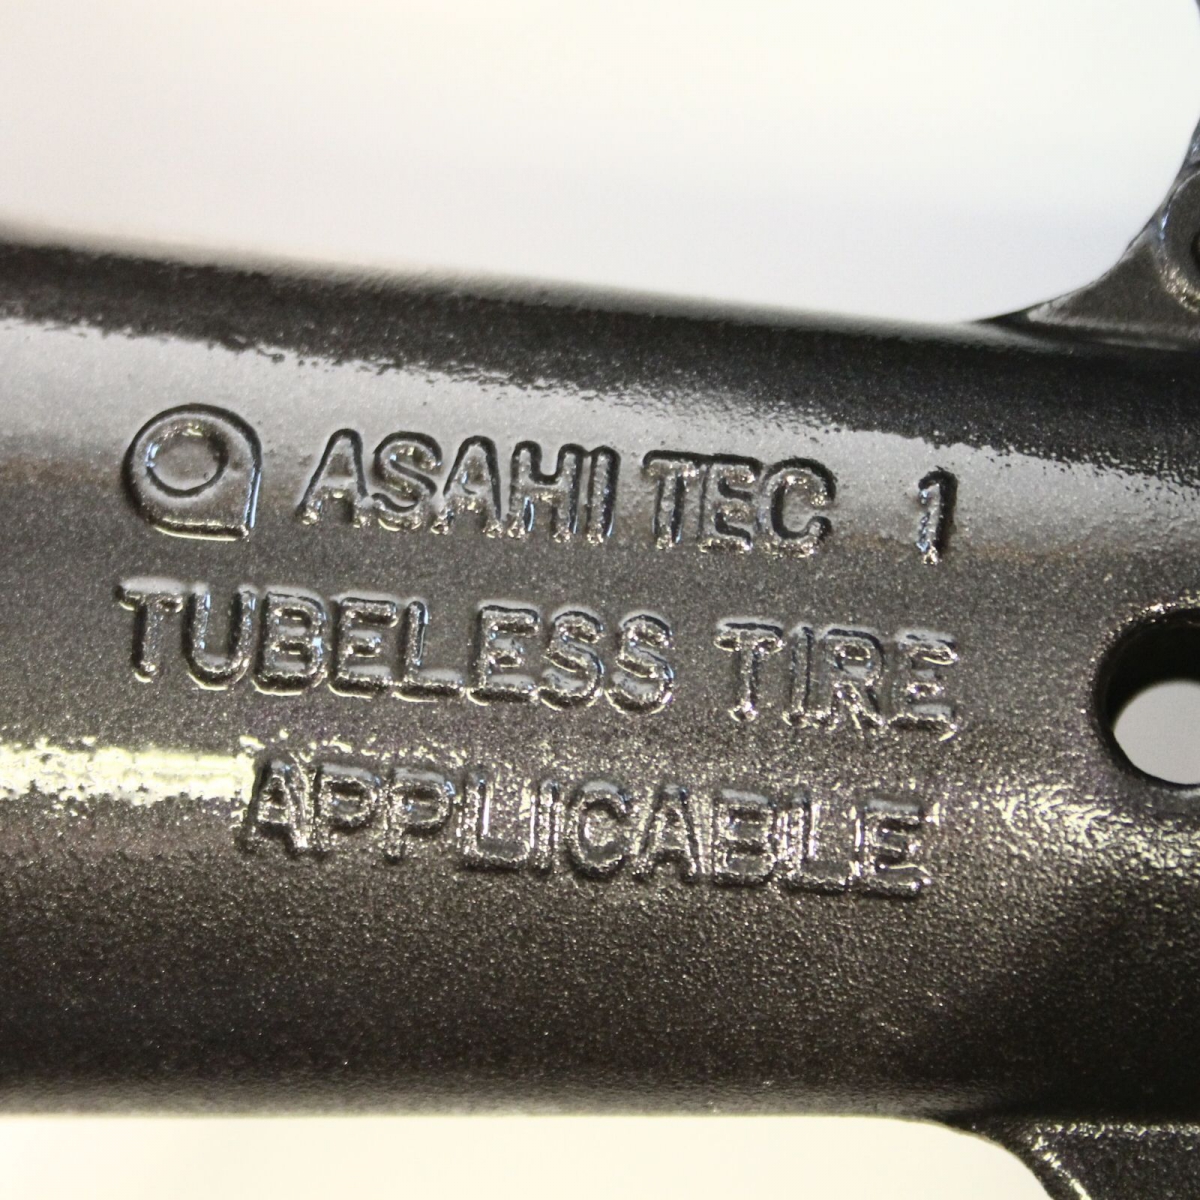 ASAHI TEC 1
TUBELESS TIRE
APPLICABLE